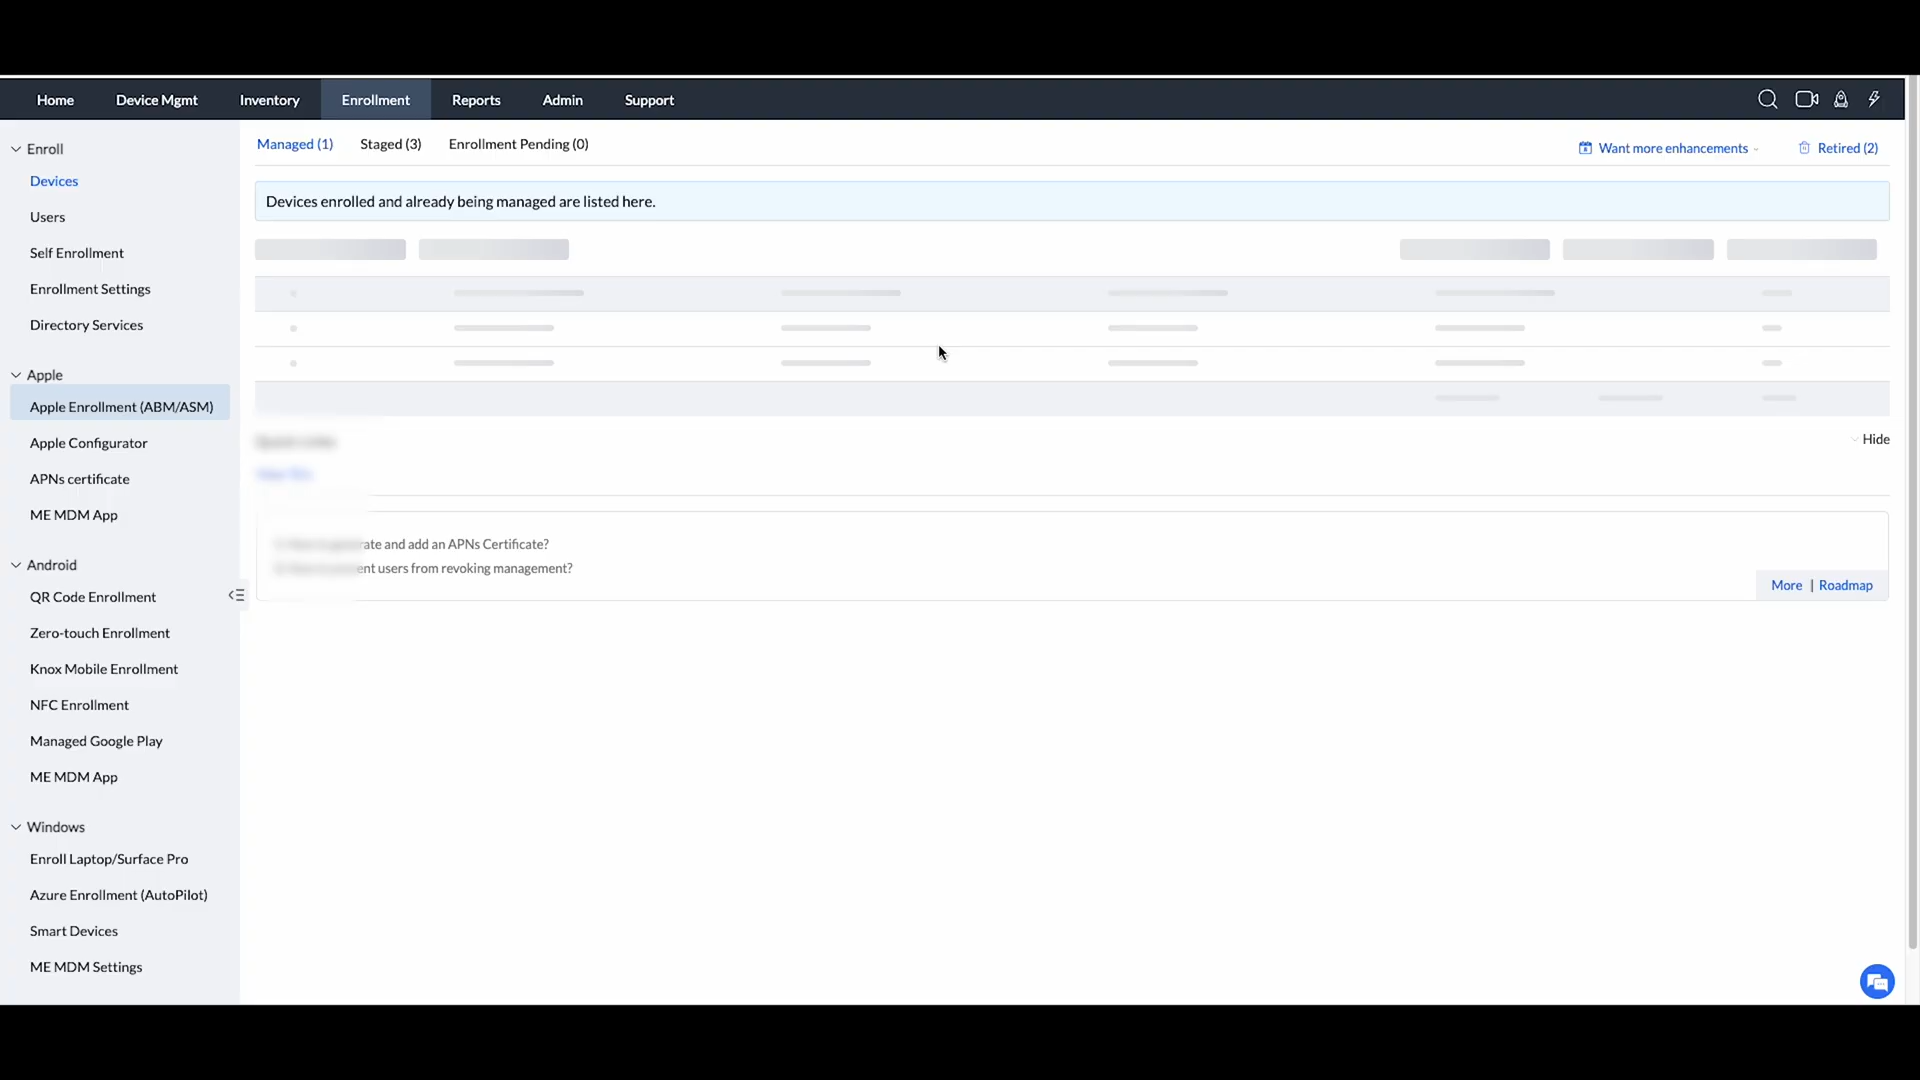 Home Device Mgmt Inventory Enrollment Reports Admin Support
Enroll
Devices
Users
Self Enrollment
Enrollment Settings
Directory Services
Apple
Apple Enrollment (ABM/ASM)
Apple Configurator
APNs certificate
ME MDM App
Android
QR Code Enrollment
Zero-touch Enrollment
Knox Mobile Enrollment
NFC Enrollment
Managed Google Play
ME MDM App
Windows
Enroll Laptop/Surface Pro
Azure Enrollment (AutoPilot)
Smart Devices
ME MDM Settings
Managed (1) Staged (3) Enrollment Pending (0)
Want more enhancements Retired (2)
Devices enrolled and already being managed are listed here.
Hide
and add an APNs Certificate?
users from revoking management?
More | Roadmap